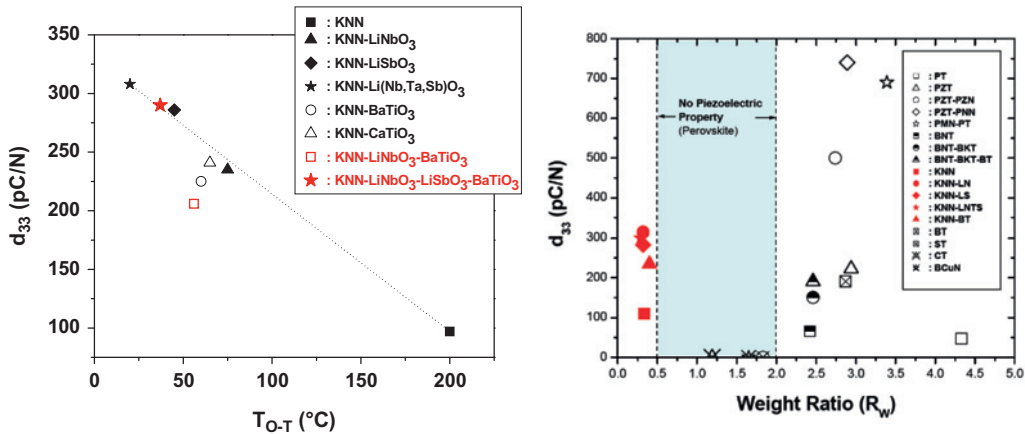 350
300
250
200
150
100
d33 (pC/N)
0
50
100
150
200
250
TO-T (°C)
: KNN
: KNN-LiNbO3
: KNN-LiSbO3
: KNN-Li(Nb,Ta,Sb)O3
: KNN-BaTiO3
: KNN-CaTiO3
: KNN-LiNbO3-BaTiO3
: KNN-LiNbO3-LiSbO3-BaTiO3
800
700
600
500
400
300
200
100
0
d33 (pC/N)
No Piezoelectric
Property
(Perovskite)
: PT
: PZT
: PZT-PZN
: PZT-PNN
: PMN-PT
: BNT
: BNT-BKT
: BNT-BKT-BT
: KNN
: KNN-LN
: KNN-LS
: KNN-LNTS
: KNN-BT
: BT
: ST
: CT
: BCuN
0.0
0.5
1.0
1.5
2.0
2.5
3.0
3.5
4.0
4.5
5.0
Weight Ratio (RW)